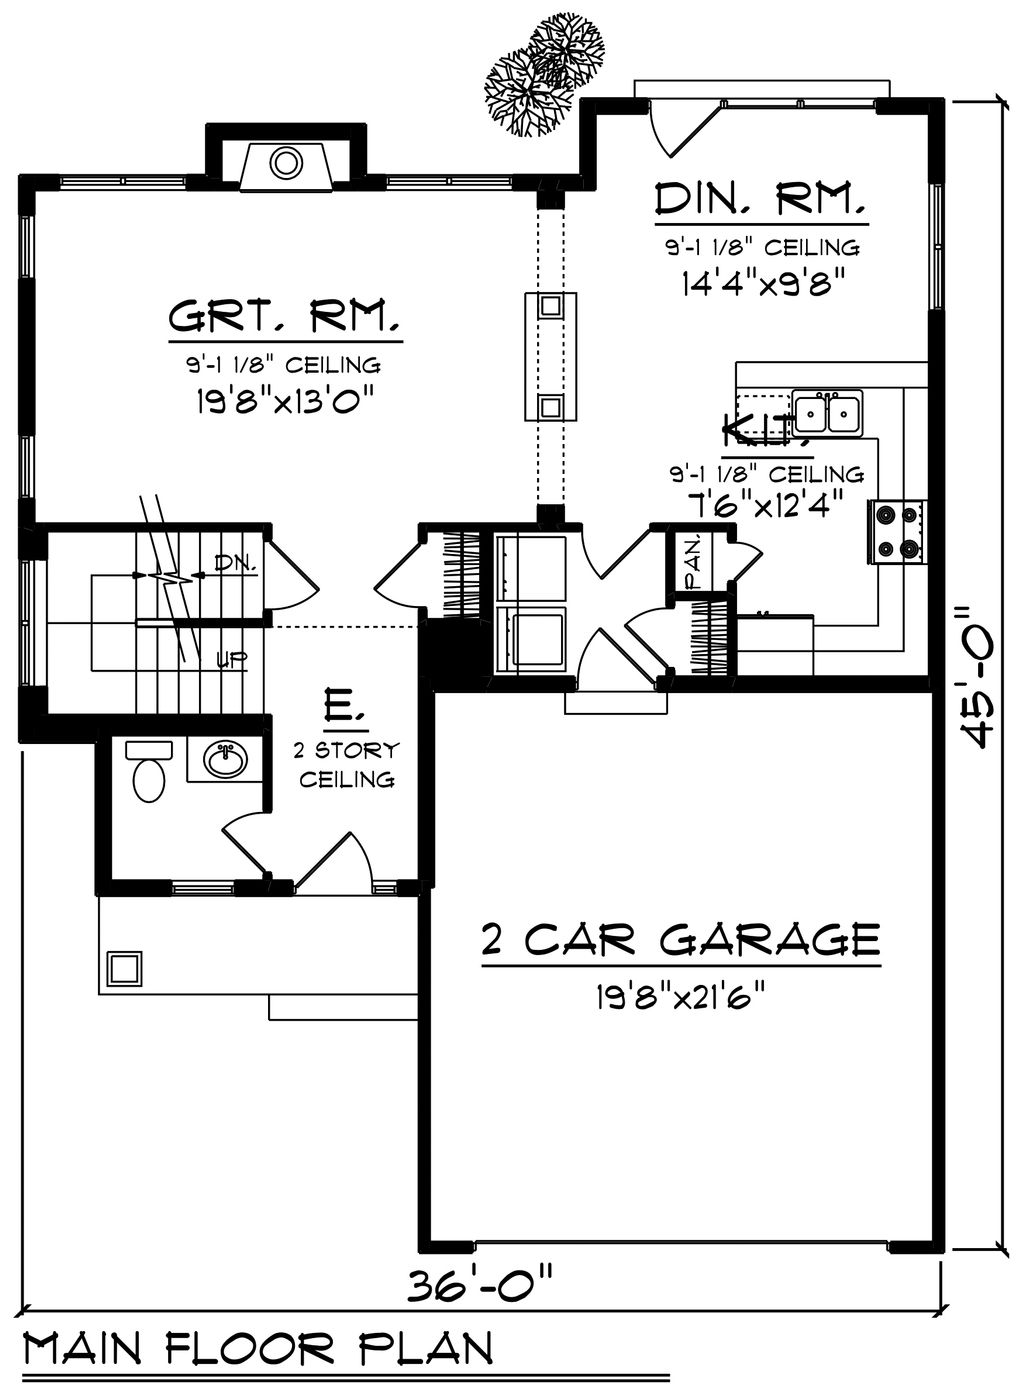 DIN. RM.
9'-1 1/8" CEILING
14'4"x9'8"
GRT. RM.
9'-1 1/8" CEILING
19'8"x13'0"
KIT.
9'-1 1/8" CEILING
7'6"x12'4"
PAN.
DN.
UP
E.
2 STORY
CEILING
45'-0"
2 CAR GARAGE
19'8"x21'6"
36'-0"
MAIN FLOOR PLAN